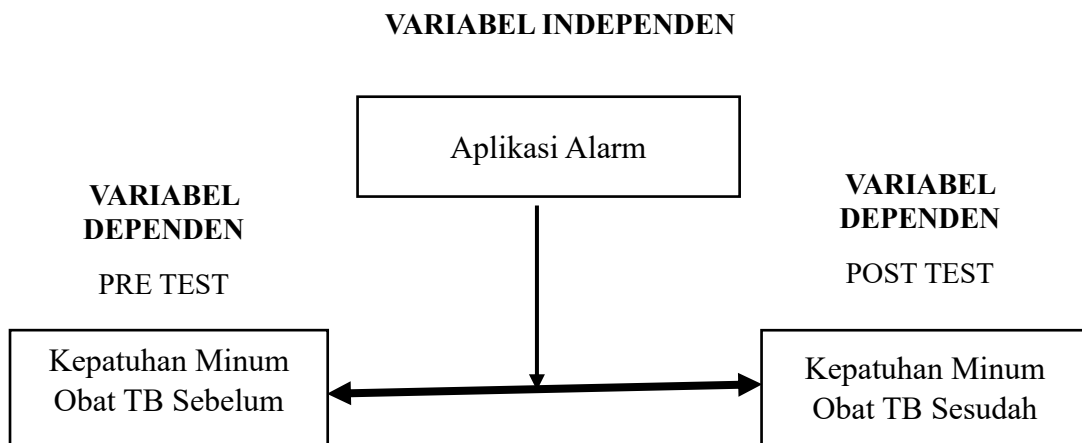 VARIABEL INDEPENDEN
Aplikasi Alarm
VARIABEL
DEPENDEN
PRE TEST
VARIABEL
DEPENDEN
POST TEST
Kepatuhan Minum
Obat TB Sebelum
Kepatuhan Minum
Obat TB Sesudah